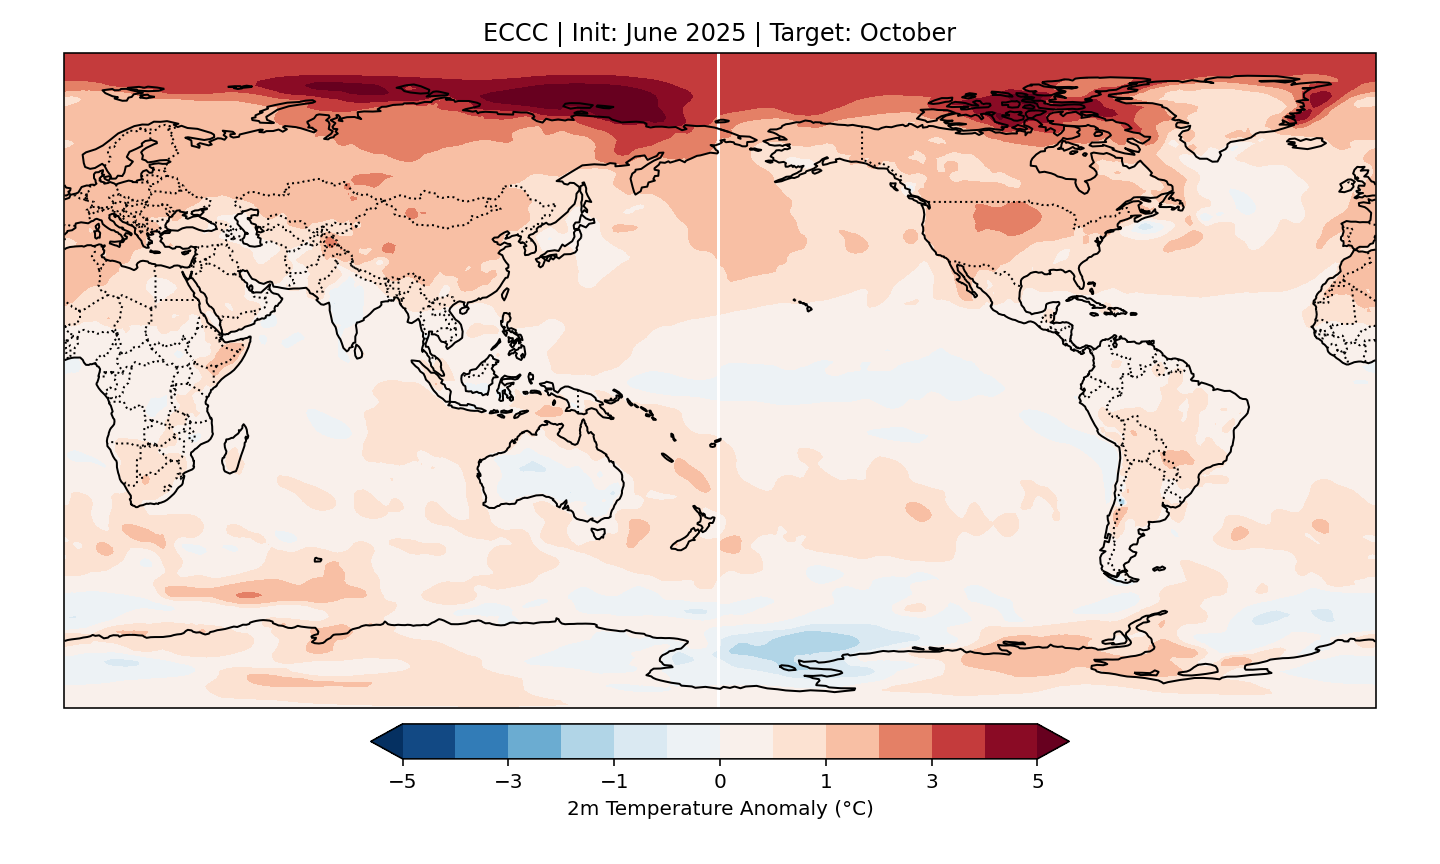 ECCC | Init: June 2025 | Target: October
−5 −3 −1 0 1 3 5
2m Temperature Anomaly (°C)